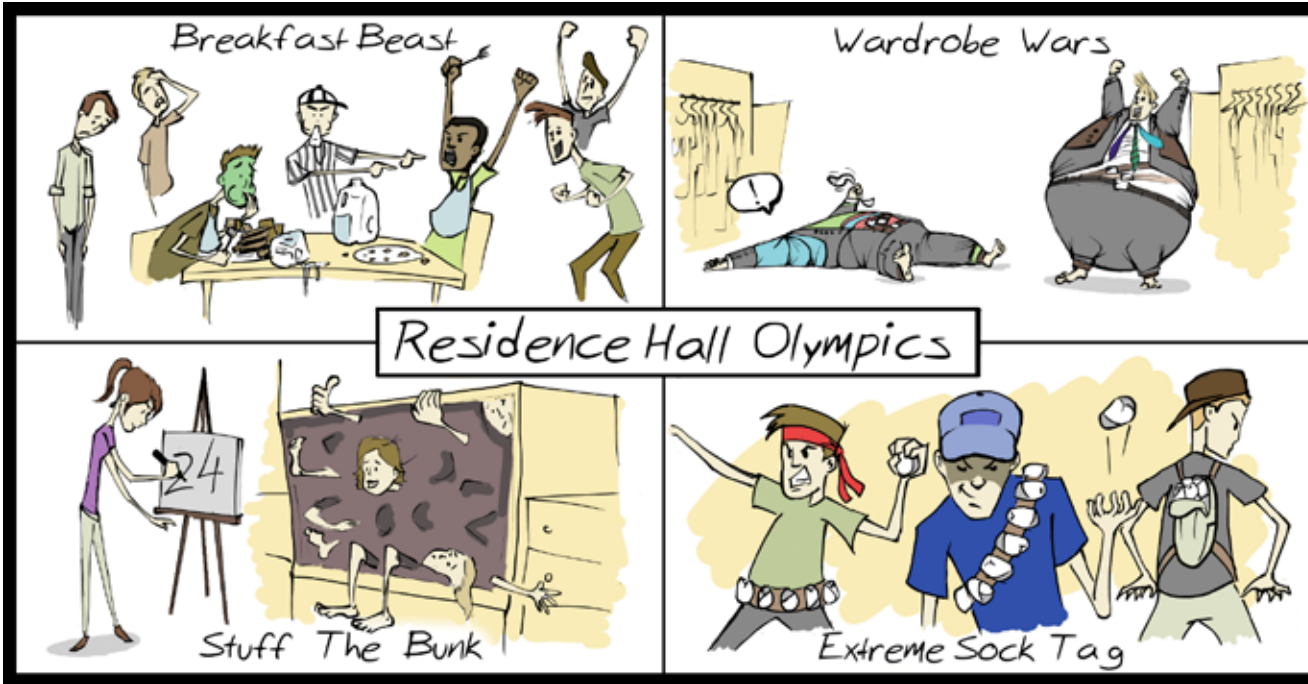 Breakfast Beast
Wardrobe Wars
!
Residence Hall Olympics
24
Stuff The Bunk
Extreme Sock Tag